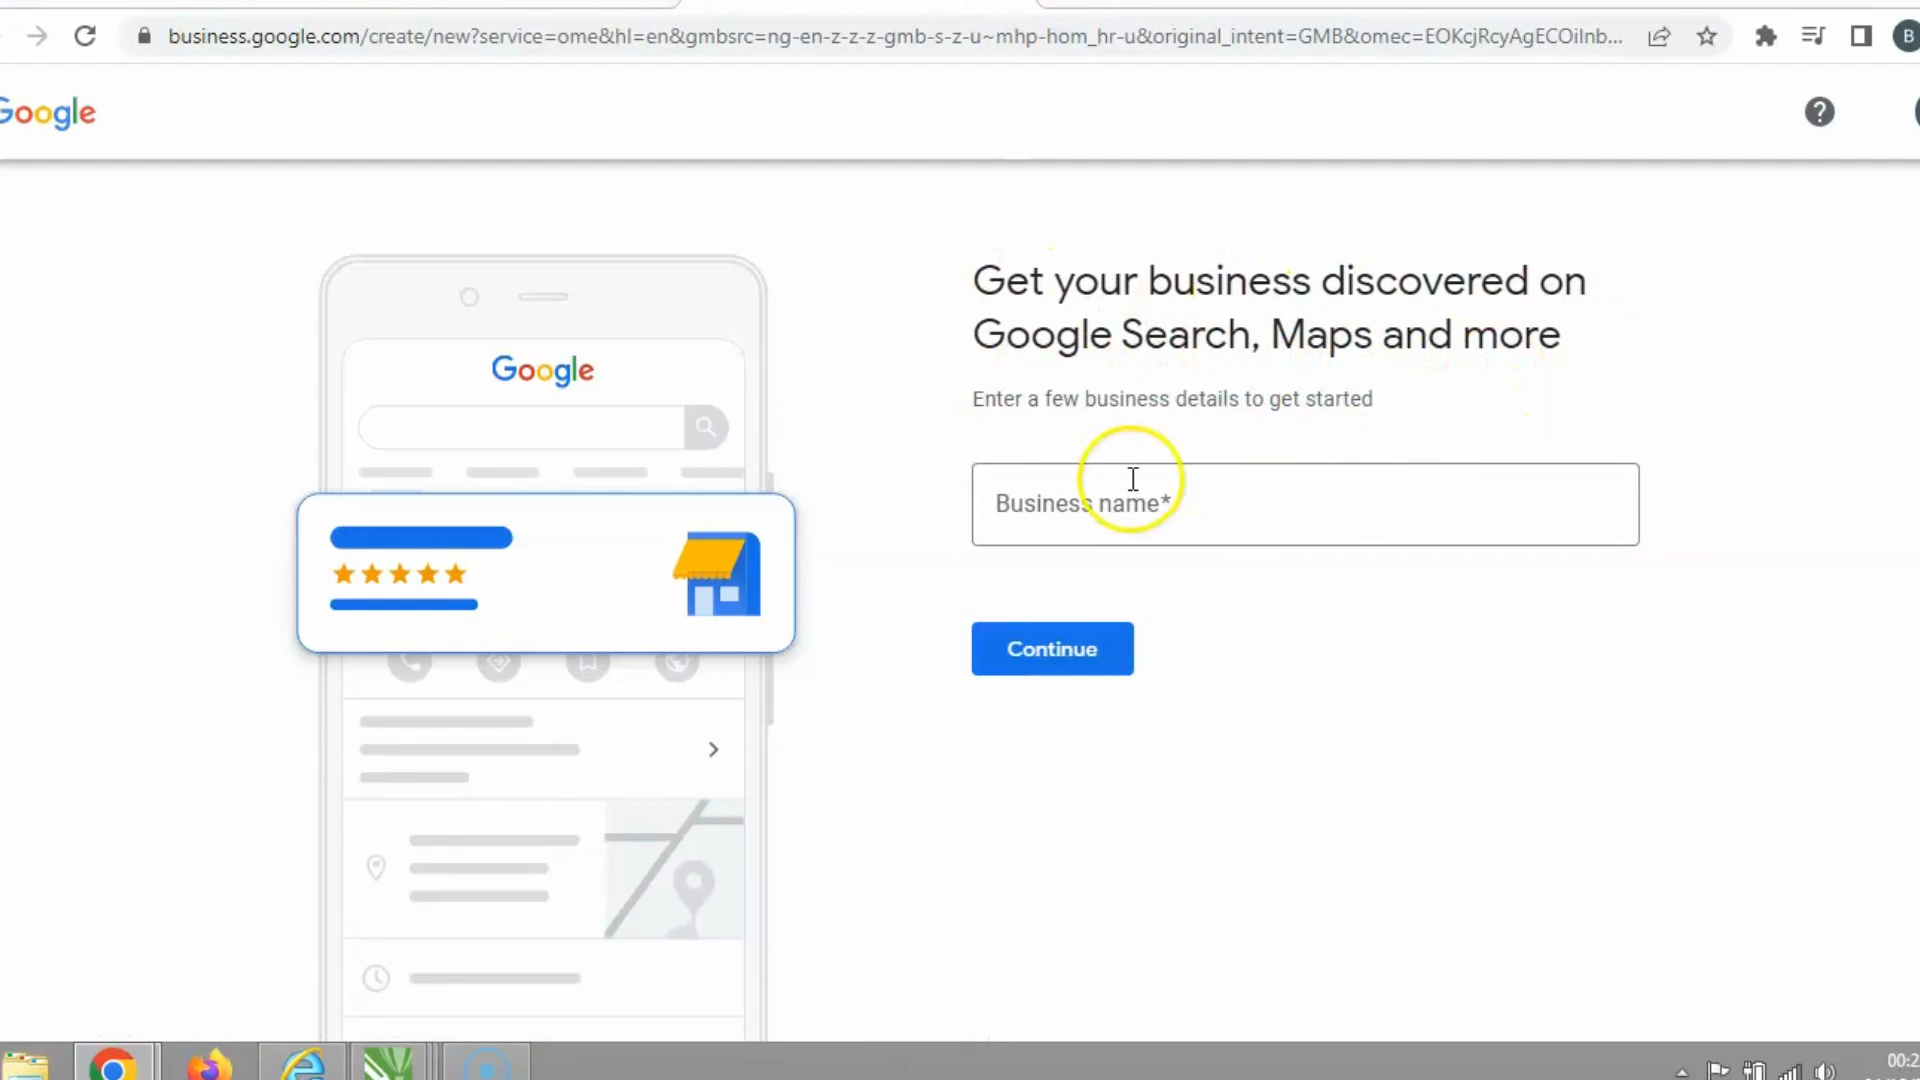 business.google.com/create/new?service=ome&hl=en&gmbsrc=ng-en-z-z-z-gmb-s-z-u~mhp-hom_hr-u&original_intent=GMB&omec=EOKcjRcyAgECOiInb...
B
Google
?
Get your business discovered on
Google Search, Maps and more
Enter a few business details to get started
Google
Business name*
Continue